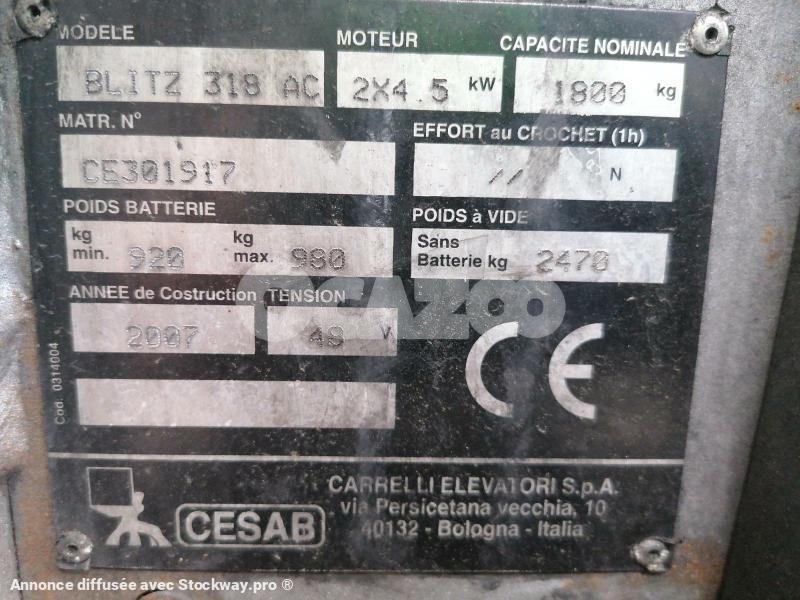 MODELE
MOTEUR
CAPACITE NOMINALE
BLITZ 318 AC
2X4.5 kW
1800 kg
MATR. N°
EFFORT au CROCHET (1h)
CE301917
// N
POIDS BATTERIE
POIDS à VIDE
kg min. 920
kg max. 980
Sans
Batterie kg 2470
ANNEE de Costruction
TENSION
2007
48 V
OCAZOO
CE
Cod. 0314004
CESAB
CARRELLI ELEVATORI S.p.A.
via Persicetana vecchia, 10
40132 - Bologna - Italia
Annonce diffusée avec Stockway.pro ®